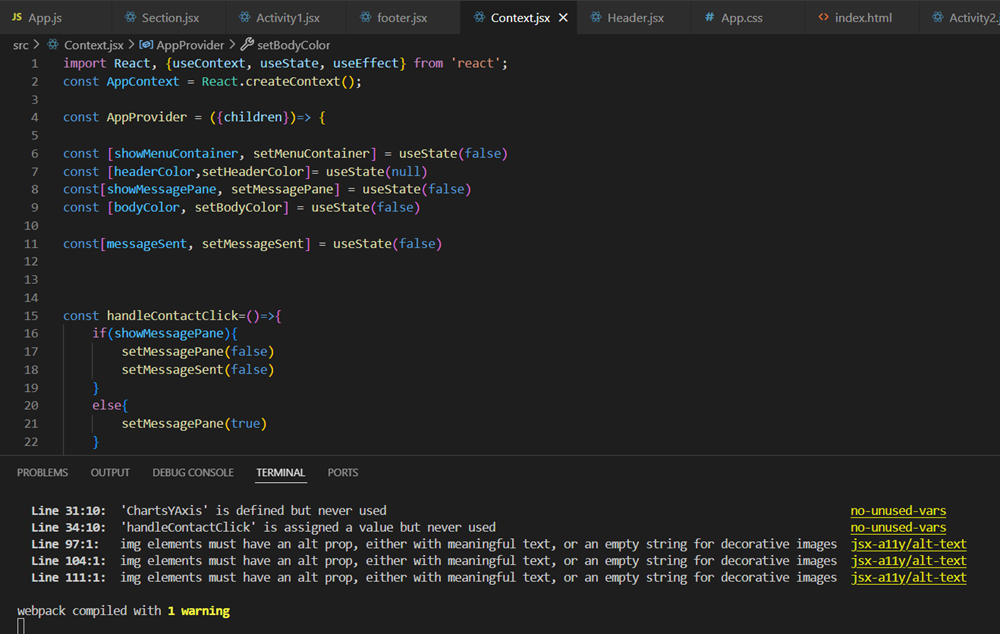 JS App.js Section.jsx Activity1.jsx footer.jsx Context.jsx × Header.jsx # App.css <> index.html Activity2.j
src > Context.jsx > AppProvider > setBodyColor
1 import React, {useContext, useState, useEffect} from 'react';
2 const AppContext = React.createContext();
3
4 const AppProvider = ({children})=> {
5
6 const [showMenuContainer, setMenuContainer] = useState(false)
7 const [headerColor,setHeaderColor]= useState(null)
8 const[showMessagePane, setMessagePane] = useState(false)
9 const [bodyColor, setBodyColor] = useState(false)
10
11 const[messageSent, setMessageSent] = useState(false)
12
13
14
15 const handleContactClick=()=>{
16 if(showMessagePane){
17 setMessagePane(false)
18 setMessageSent(false)
19 }
20 else{
21 setMessagePane(true)
22 }
PROBLEMS OUTPUT DEBUG CONSOLE TERMINAL PORTS
Line 31:10: 'ChartsYAxis' is defined but never used no-unused-vars
Line 34:10: 'handleContactClick' is assigned a value but never used no-unused-vars
Line 97:1: img elements must have an alt prop, either with meaningful text, or an empty string for decorative images jsx-a11y/alt-text
Line 104:1: img elements must have an alt prop, either with meaningful text, or an empty string for decorative images jsx-a11y/alt-text
Line 111:1: img elements must have an alt prop, either with meaningful text, or an empty string for decorative images jsx-a11y/alt-text
webpack compiled with 1 warning